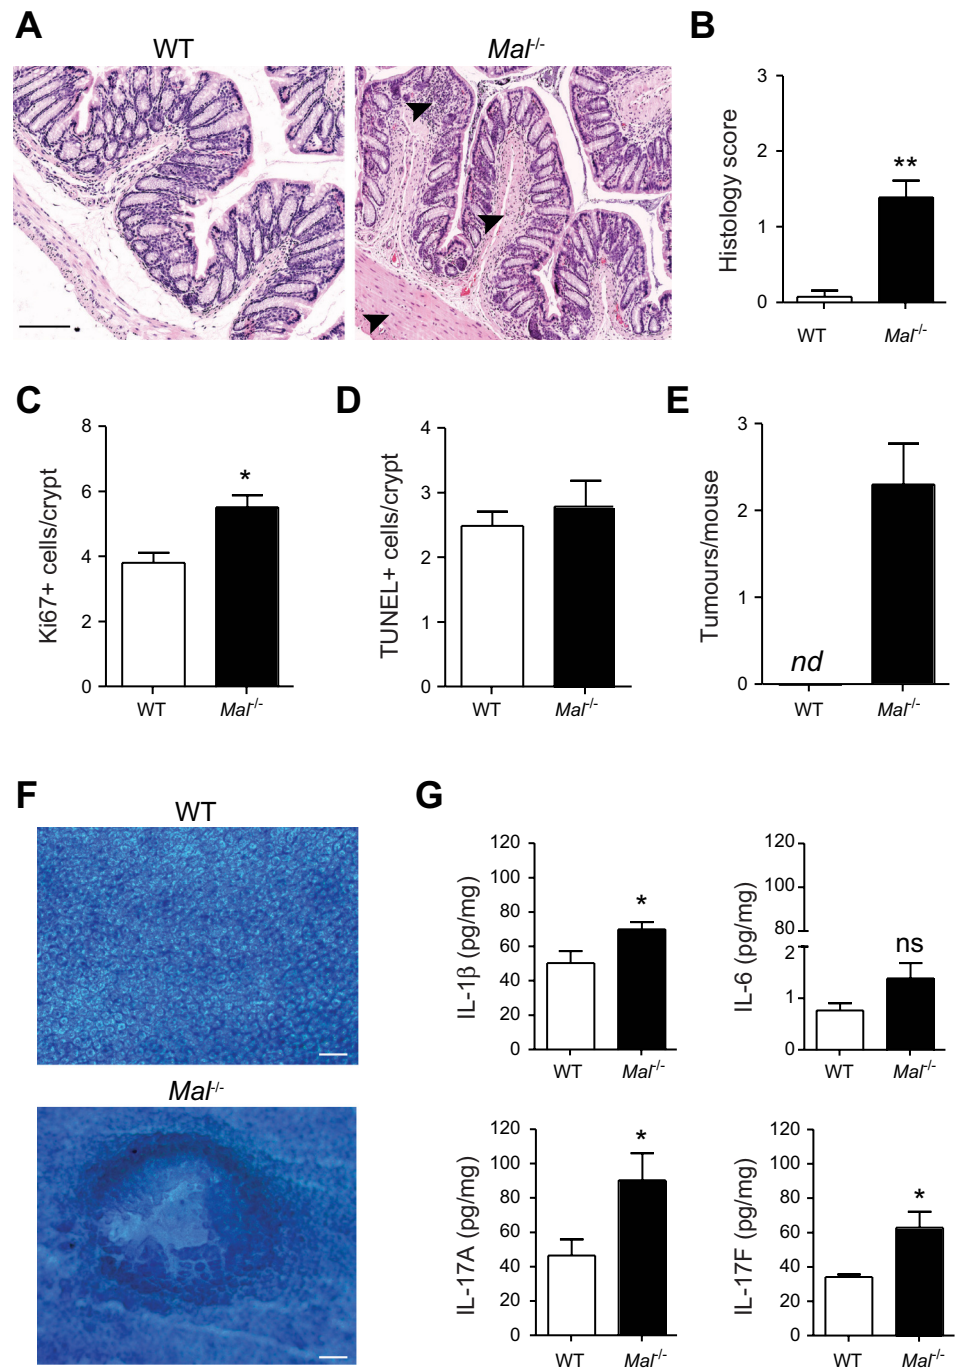 A
WT
Mal-/-
B
Histology score
3
2
1
0
**
WT
Mal-/-
C
Ki67+ cells/crypt
8
6
4
2
0
*
WT
Mal-/-
D
TUNEL+ cells/crypt
4
3
2
1
0
WT
Mal-/-
E
Tumours/mouse
3
2
1
0
nd
WT
Mal-/-
F
WT
Mal-/-
G
IL-1β (pg/mg)
120
100
80
60
40
20
0
*
WT
Mal-/-
IL-6 (pg/mg)
120
100
80
2
1
0
ns
WT
Mal-/-
IL-17A (pg/mg)
120
100
80
60
40
20
0
*
WT
Mal-/-
IL-17F (pg/mg)
120
100
80
60
40
20
0
*
WT
Mal-/-